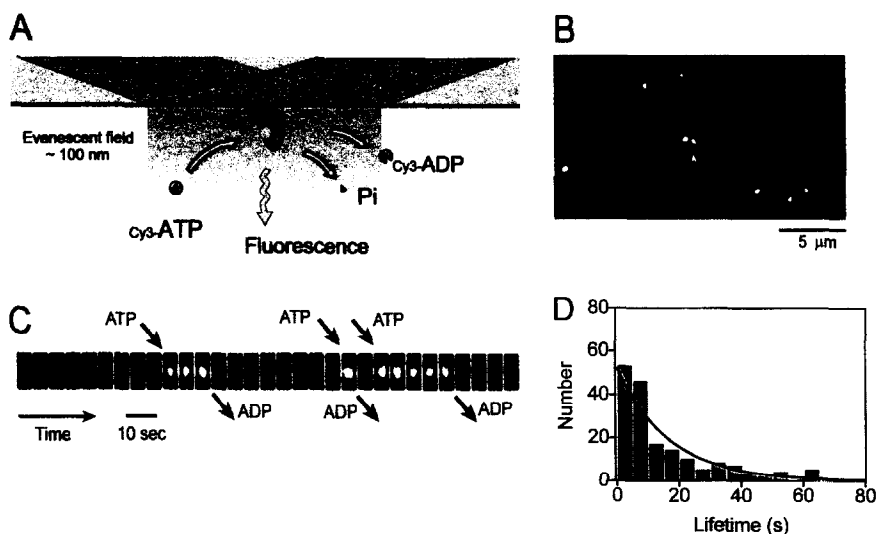 A
Evanescent field
~ 100 nm
Cy3-ATP
Fluorescence
Pi
Cy3-ADP
B
5 μm
C
ATP
ATP
ATP
ADP
ADP
ADP
Time
10 sec
D
80
60
40
20
0
Number
0
20
40
60
80
Lifetime (s)